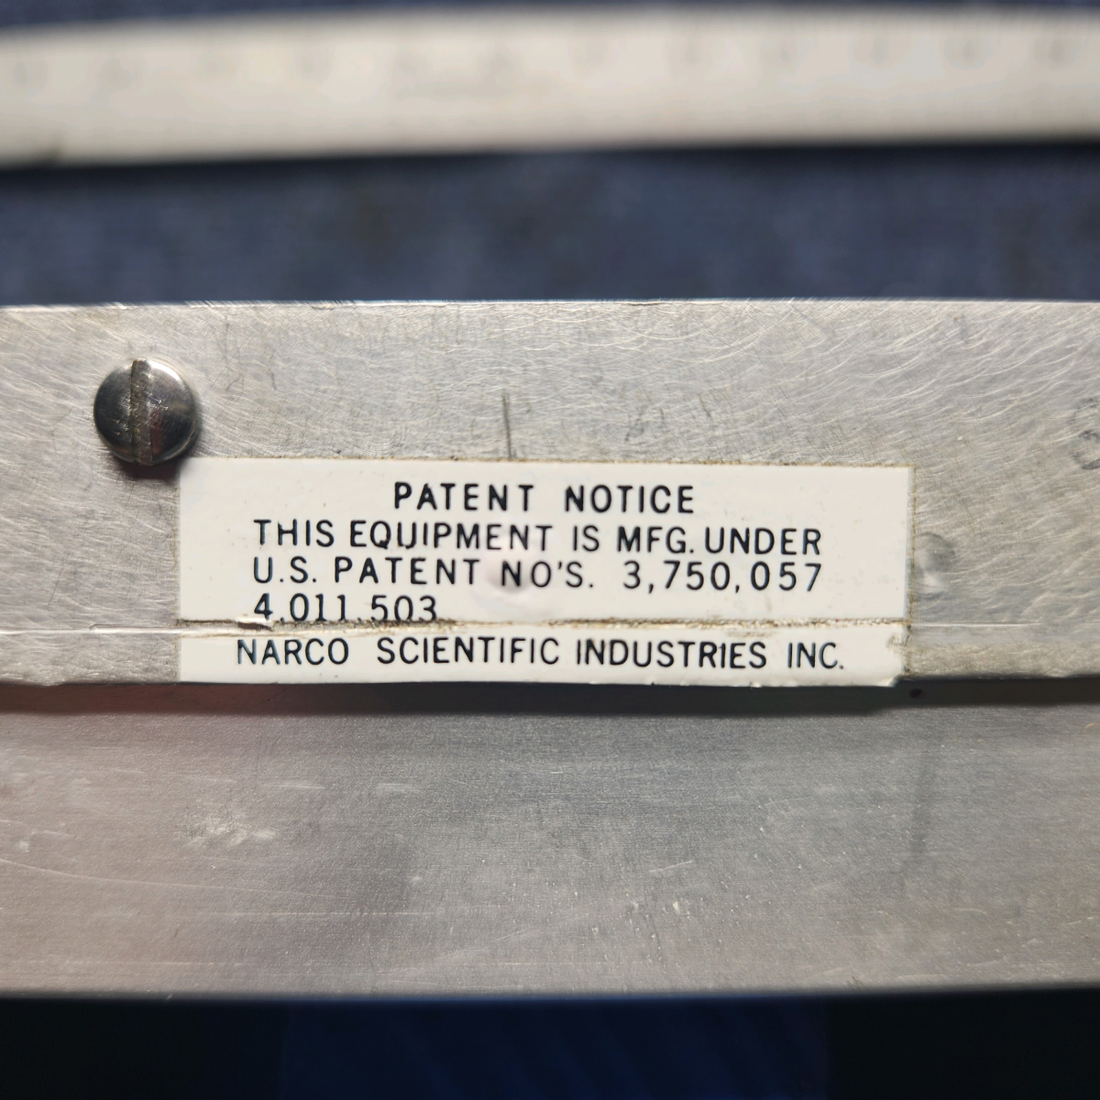 PATENT NOTICE
THIS EQUIPMENT IS MFG. UNDER
U.S. PATENT NO'S. 3,750,057
4,011,503
NARCO SCIENTIFIC INDUSTRIES INC.